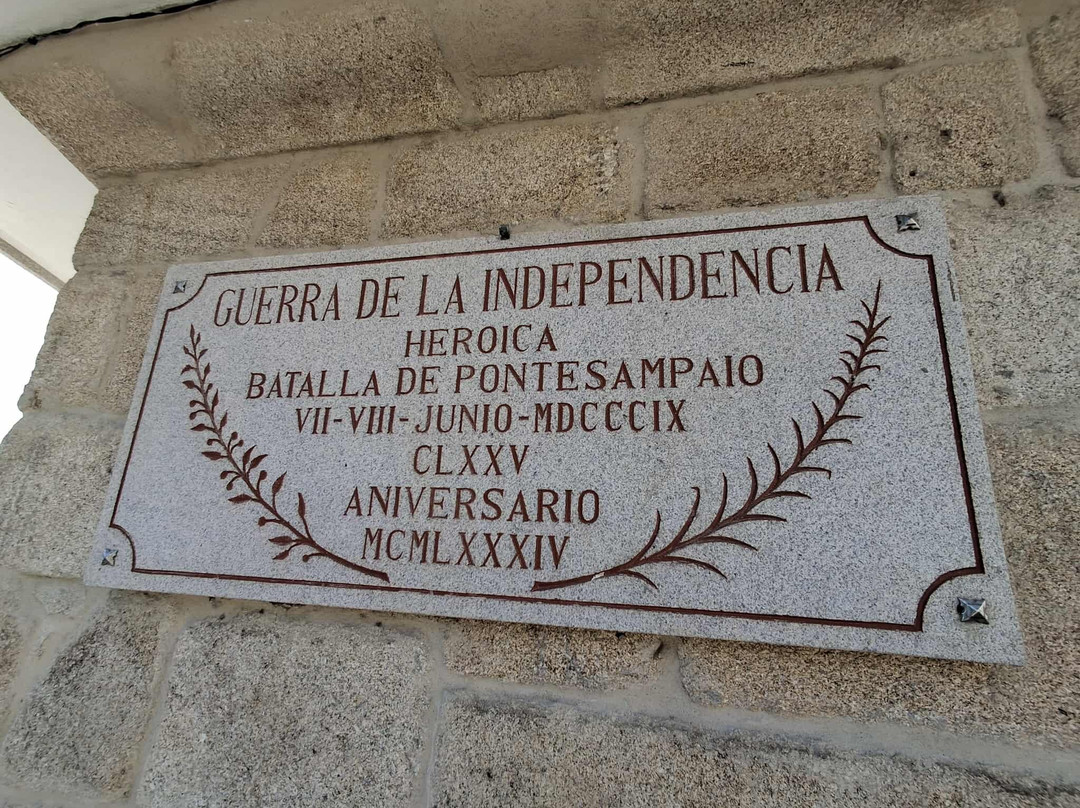 GUERRA DE LA INDEPENDENCIA
HEROICA
BATALLA DE PONTESAMPAIO
VII-VIII-JUNIO-MDCCCIX
CLXXV
ANIVERSARIO
MCMLXXXIV